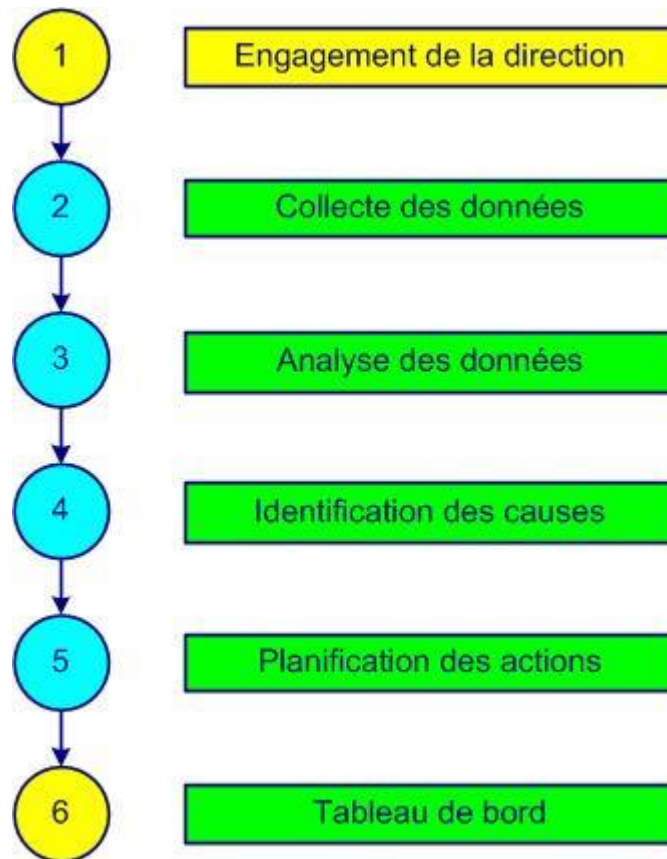 1 Engagement de la direction
2 Collecte des données
3 Analyse des données
4 Identification des causes
5 Planification des actions
6 Tableau de bord